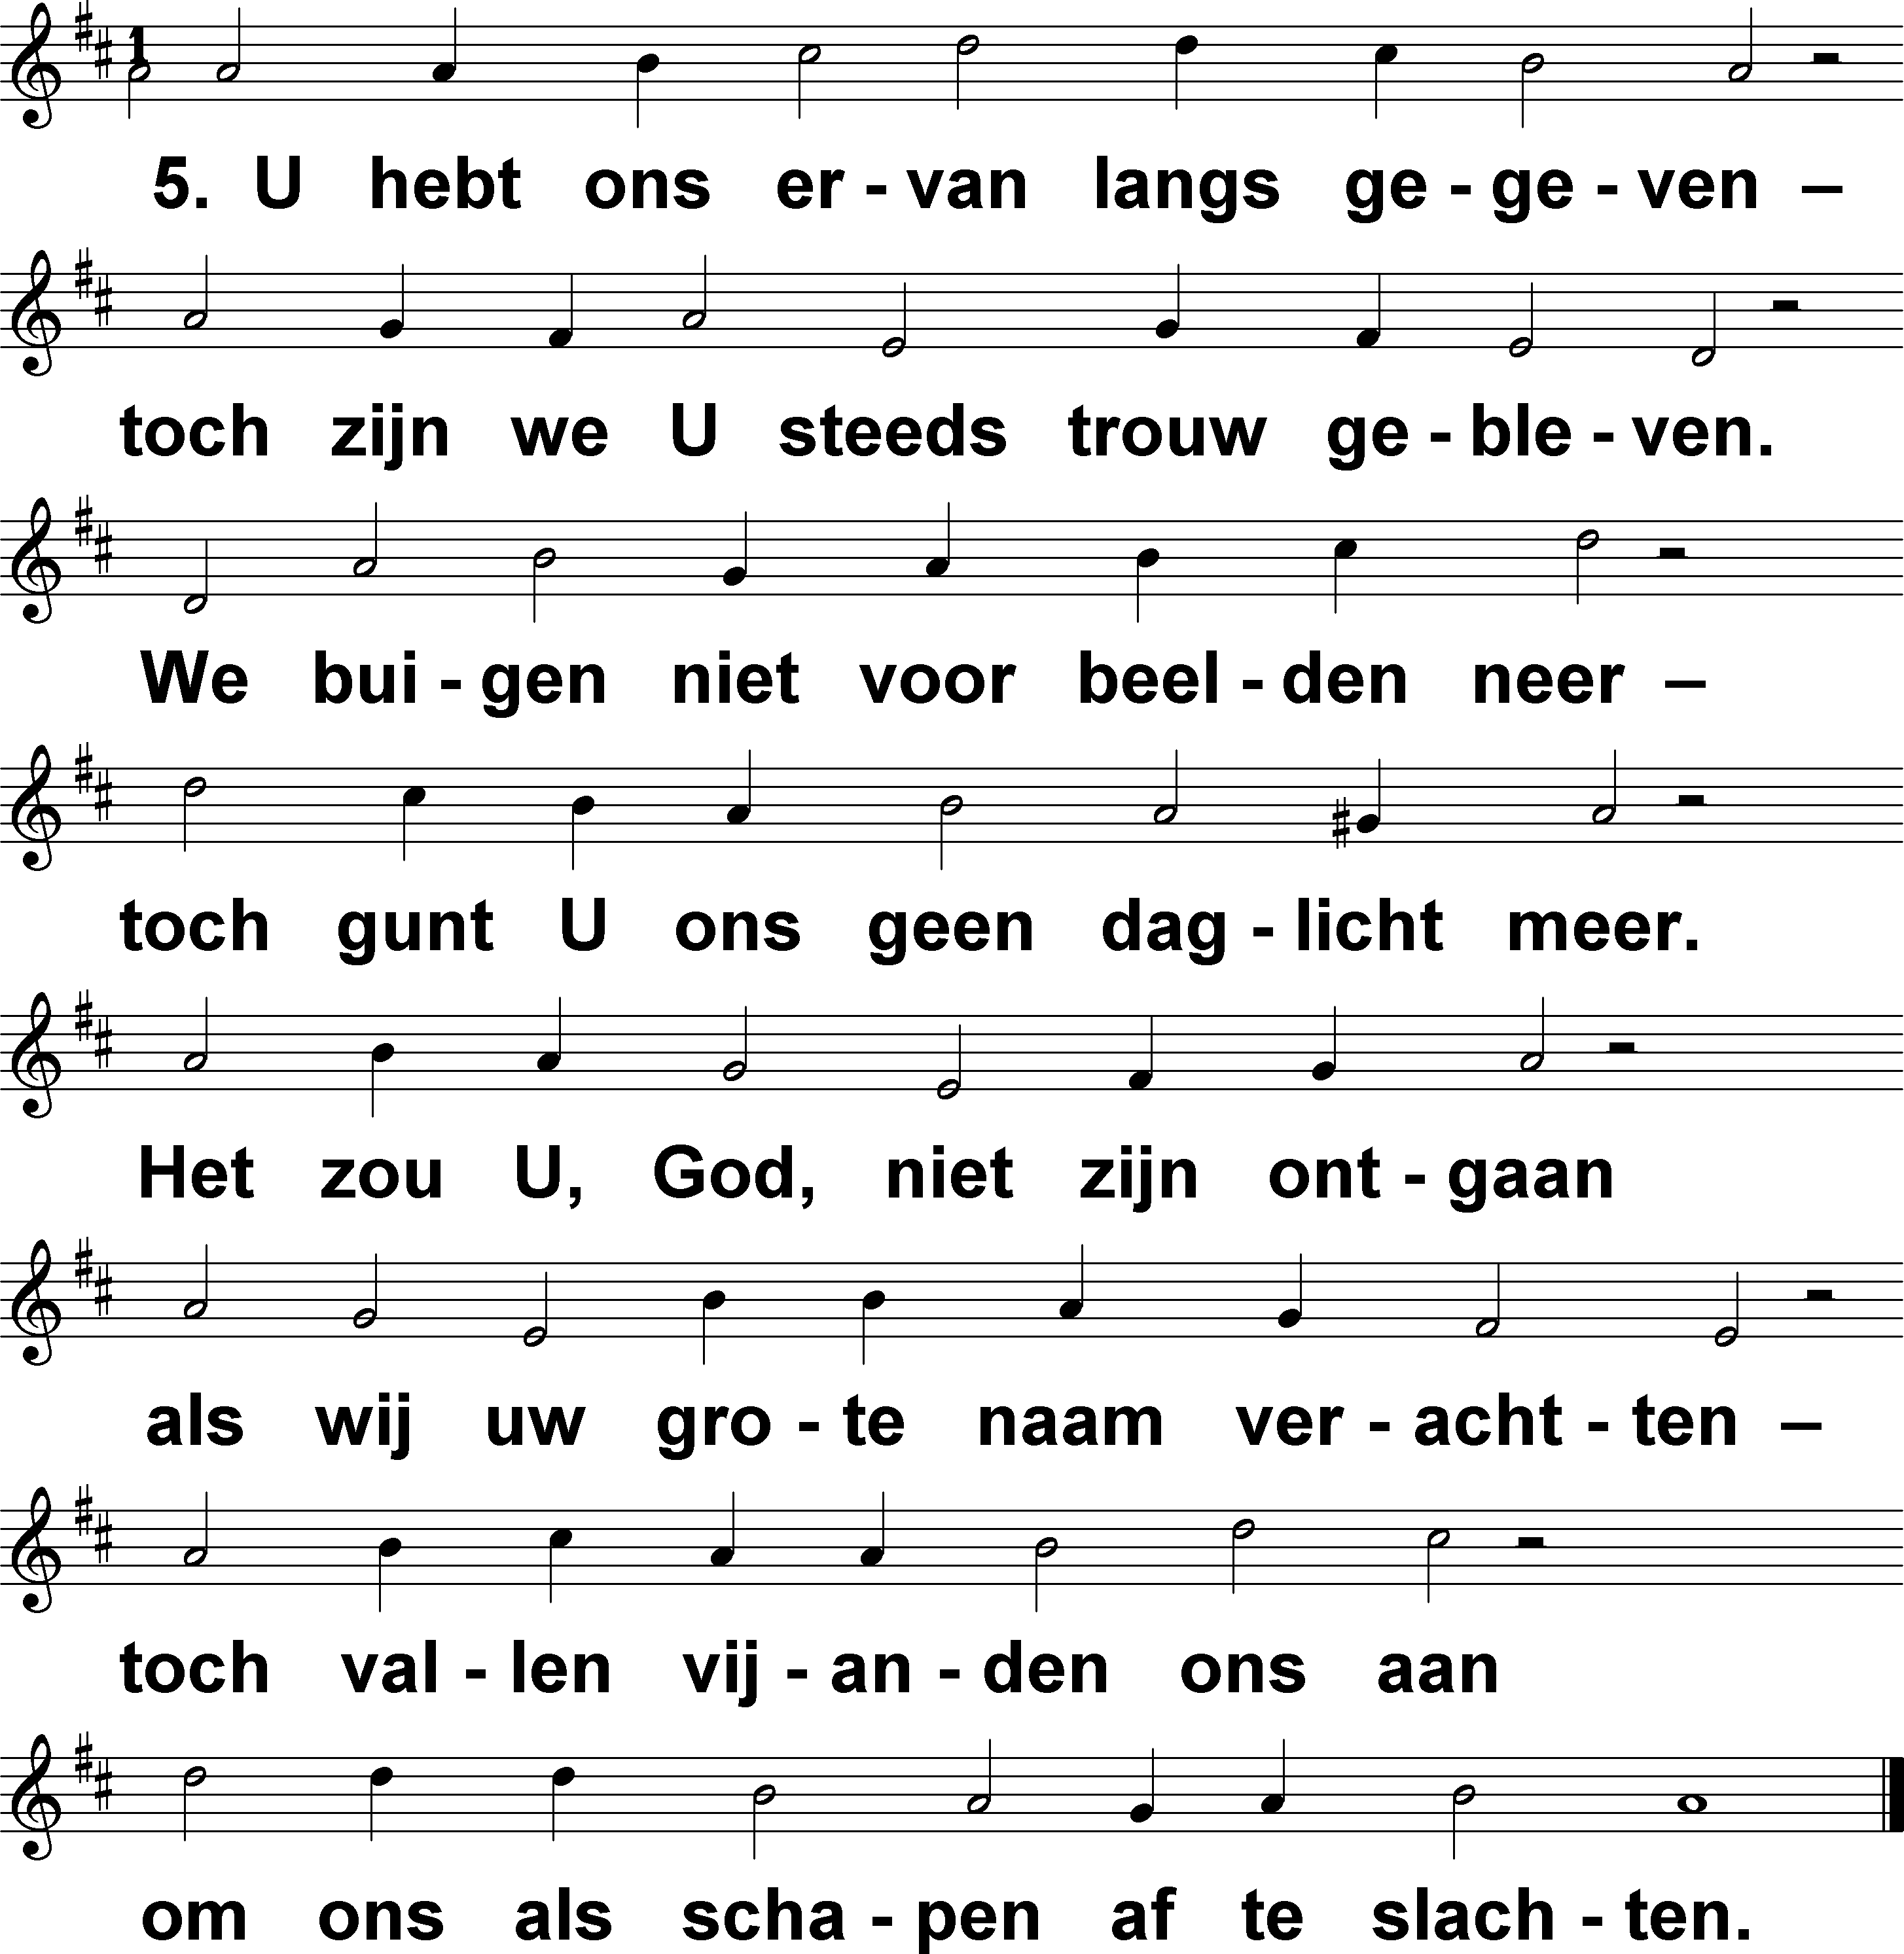 1
5. U hebt ons er - van langs ge - ge - ven –
toch zijn we U steeds trouw ge - ble - ven.
We bui - gen niet voor beel - den neer –
toch gunt U ons geen dag - licht meer.
Het zou U, God, niet zijn ont - gaan
als wij uw gro - te naam ver - acht - ten –
toch val - len vij - an - den ons aan
om ons als scha - pen af te slach - ten.